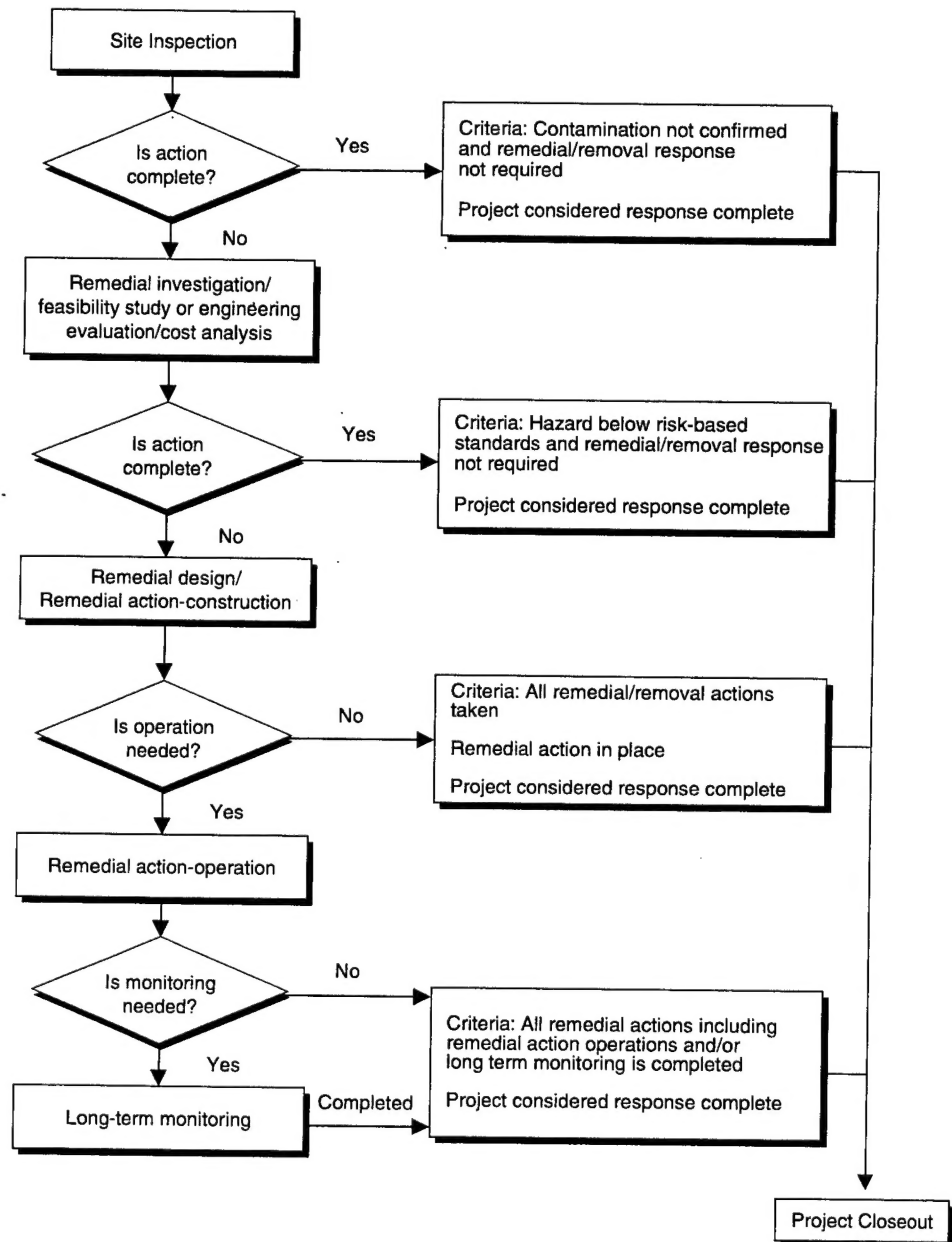 Site Inspection
Is action
complete?
Yes
Criteria: Contamination not confirmed
and remedial/removal response
not required
Project considered response complete
No
Remedial investigation/
feasibility study or engineering
evaluation/cost analysis
Is action
complete?
Yes
Criteria: Hazard below risk-based
standards and remedial/removal response
not required
Project considered response complete
No
Remedial design/
Remedial action-construction
Is operation
needed?
No
Criteria: All remedial/removal actions
taken
Remedial action in place
Project considered response complete
Yes
Remedial action-operation
Is monitoring
needed?
No
Criteria: All remedial actions including
remedial action operations and/or
long term monitoring is completed
Project considered response complete
Yes
Long-term monitoring
Completed
Project Closeout